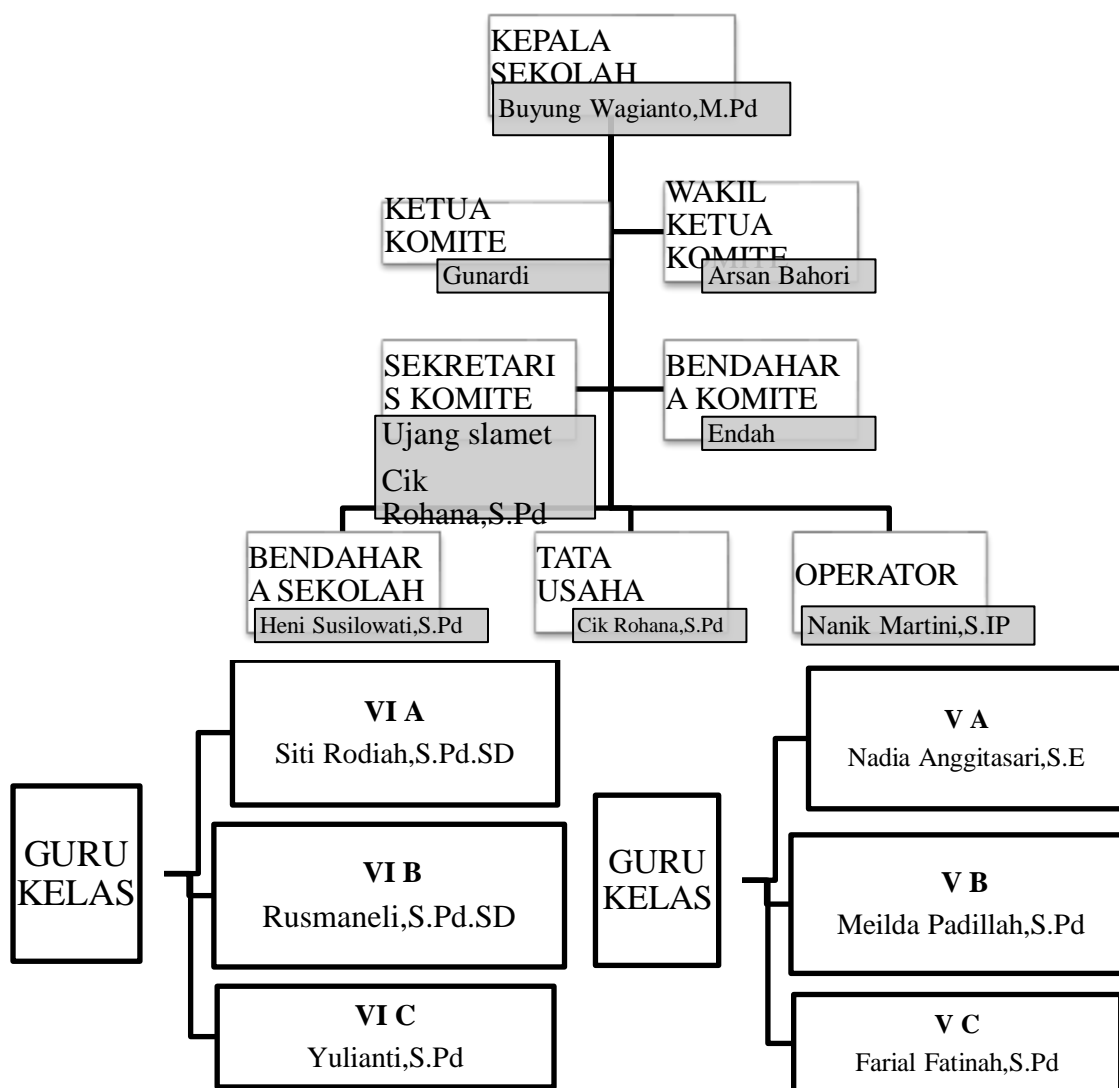 KEPALA
SEKOLAH
Buyung Wagianto,M.Pd
KETUA
KOMITE
Gunardi
WAKIL
KETUA
KOMITE
Arsan Bahori
SEKRETARI
S KOMITE
Ujang slamet
Cik
Rohana,S.Pd
BENDAHAR
A KOMITE
Endah
BENDAHAR
A SEKOLAH
Heni Susilowati,S.Pd
TATA
USAHA
Cik Rohana,S.Pd
OPERATOR
Nanik Martini,S.IP
GURU
KELAS
VI A
Siti Rodiah,S.Pd.SD
VI B
Rusmaneli,S.Pd.SD
VI C
Yulianti,S.Pd
GURU
KELAS
V A
Nadia Anggitasari,S.E
V B
Meilda Padillah,S.Pd
V C
Farial Fatinah,S.Pd